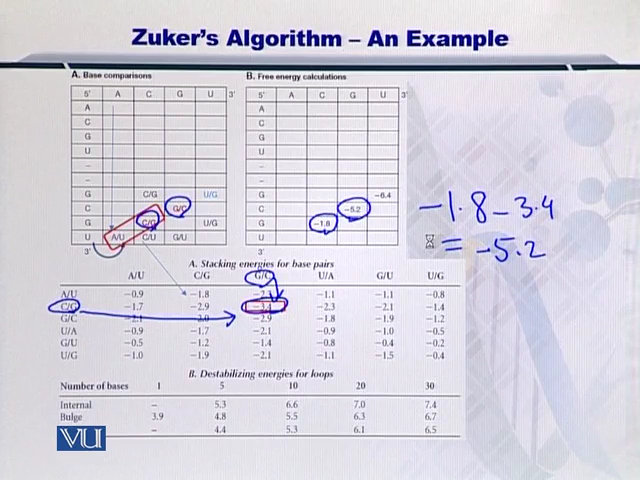 Zuker's Algorithm – An Example
A. Base comparisons
B. Free energy calculations
5' A C G U 3'
5' A C G U 3'
A
A
C
C
G
G
U
U
–
–
–
–
G C/G U/G
G -6.4
C G/C
C -5.2
G C/G U/G
G -1.8
U A/U C/U G/U
U
3'
3'
-1.8 - 3.4
= -5.2
A. Stacking energies for base pairs
A/U C/G G/C U/A G/U U/G
A/U −0.9 −1.8 −2.3 −1.1 −1.1 −0.8
C/G −1.7 −2.9 −3.4 −2.3 −2.1 −1.4
G/C −2.1 −2.0 −2.9 −1.8 −1.9 −1.2
U/A −0.9 −1.7 −2.1 −0.9 −1.0 −0.5
G/U −0.5 −1.2 −1.4 −0.8 −0.4 −0.2
U/G −1.0 −1.9 −2.1 −1.1 −1.5 −0.4
B. Destabilizing energies for loops
Number of bases 1 5 10 20 30
Internal – 5.3 6.6 7.0 7.4
Bulge 3.9 4.8 5.5 6.3 6.7
– 4.4 5.3 6.1 6.5
VU